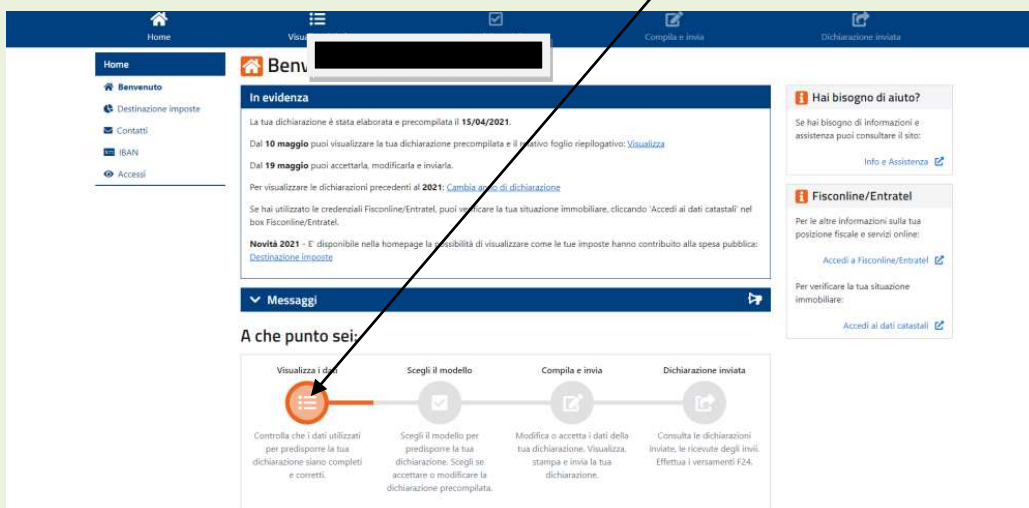 Home
Compila e invia
Dichiarazione inviata
Home
Benvenuto
Destinazione imposte
Contatti
IBAN
Accessi
In evidenza
La tua dichiarazione è stata elaborata e precompilata il 15/04/2021.
Dal 10 maggio puoi visualizzare la tua dichiarazione precompilata e il relativo foglio riepilogativo: Visualizza
Dal 19 maggio puoi accettarla, modificarla e inviarla.
Per visualizzare le dichiarazioni precedenti al 2021: Cambia anno di dichiarazione
Se hai utilizzato le credenziali Fisconline/Entratel, puoi verificare la tua situazione immobiliare, cliccando 'Accedi ai dati catastali' nel
box Fisconline/Entratel.
Novità 2021 - E' disponibile nella homepage la possibilità di visualizzare come le tue imposte hanno contribuito alla spesa pubblica:
Destinazione imposte
Messaggi
A che punto sei:
Visualizza i dati
Controlla che i dati utilizzati
per predisporre la tua
dichiarazione siano completi
e corretti.
Scegli il modello
Scegli il modello per
predisporre la tua
dichiarazione. Scegli se
accettare o modificare la
dichiarazione precompilata.
Compila e invia
Modifica o accetta i dati della
tua dichiarazione. Visualizza,
stampa e invia la tua
dichiarazione.
Dichiarazione inviata
Consulta le dichiarazioni
inviate, le ricevute degli invii.
Effettua i versamenti F24.
Hai bisogno di aiuto?
Se hai bisogno di informazioni e
assistenza puoi consultare il sito:
Info e Assistenza
Fisconline/Entratel
Per le altre informazioni sulla tua
posizione fiscale e servizi online:
Accedi a Fisconline/Entratel
Per verificare la tua situazione
immobiliare:
Accedi ai dati catastali